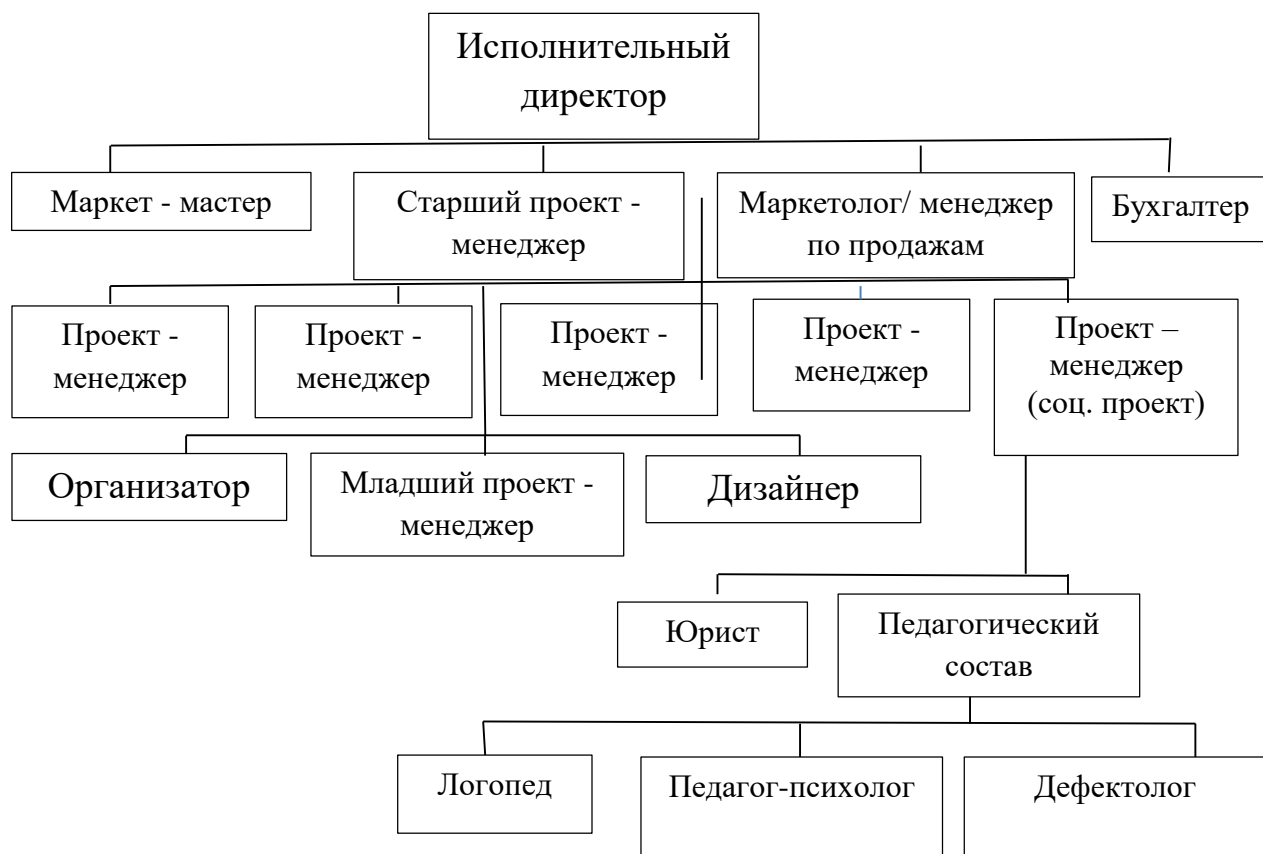 Исполнительный
директор
Маркет - мастер
Старший проект -
менеджер
Маркетолог/ менеджер
по продажам
Бухгалтер
Проект -
менеджер
Проект -
менеджер
Проект -
менеджер
Проект -
менеджер
Проект –
менеджер
(соц. проект)
Организатор
Младший проект -
менеджер
Дизайнер
Юрист
Педагогический
состав
Логопед
Педагог-психолог
Дефектолог